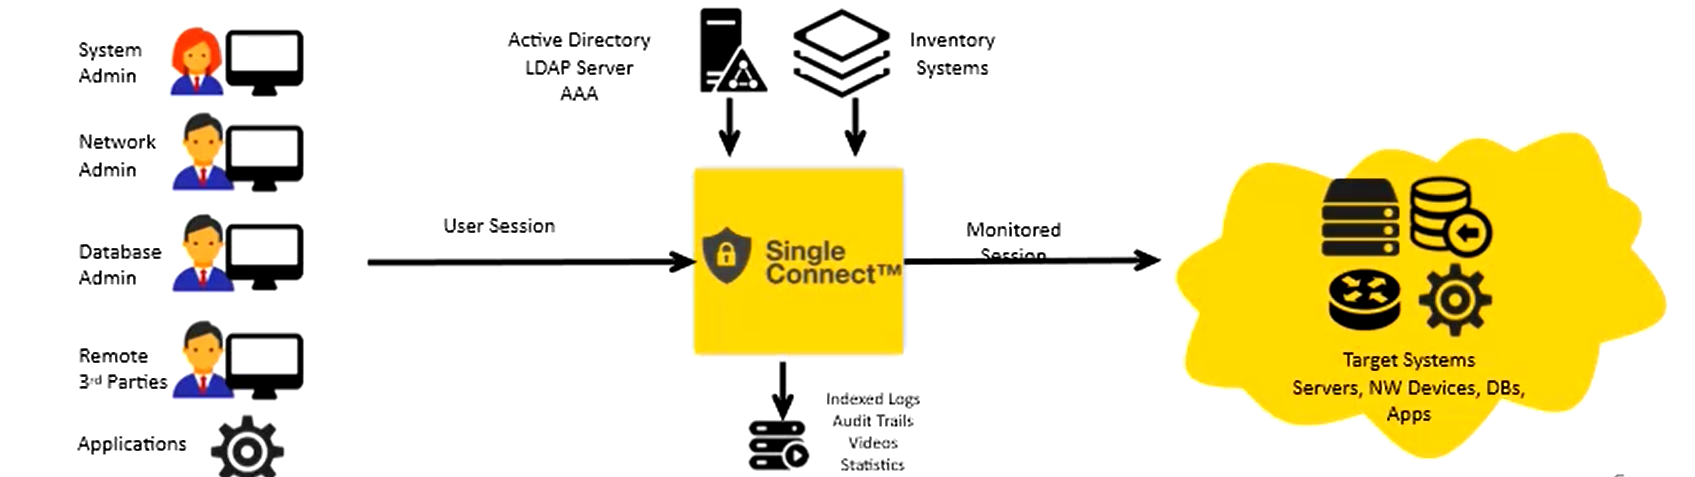 System
Admin
Network
Admin
Database
Admin
Remote
3rd Parties
Applications
User Session
Active Directory
LDAP Server
AAA
Inventory
Systems
Single
Connect™
Monitored
Session
Indexed Logs
Audit Trails
Videos
Statistics
Target Systems
Servers, NW Devices, DBs,
Apps